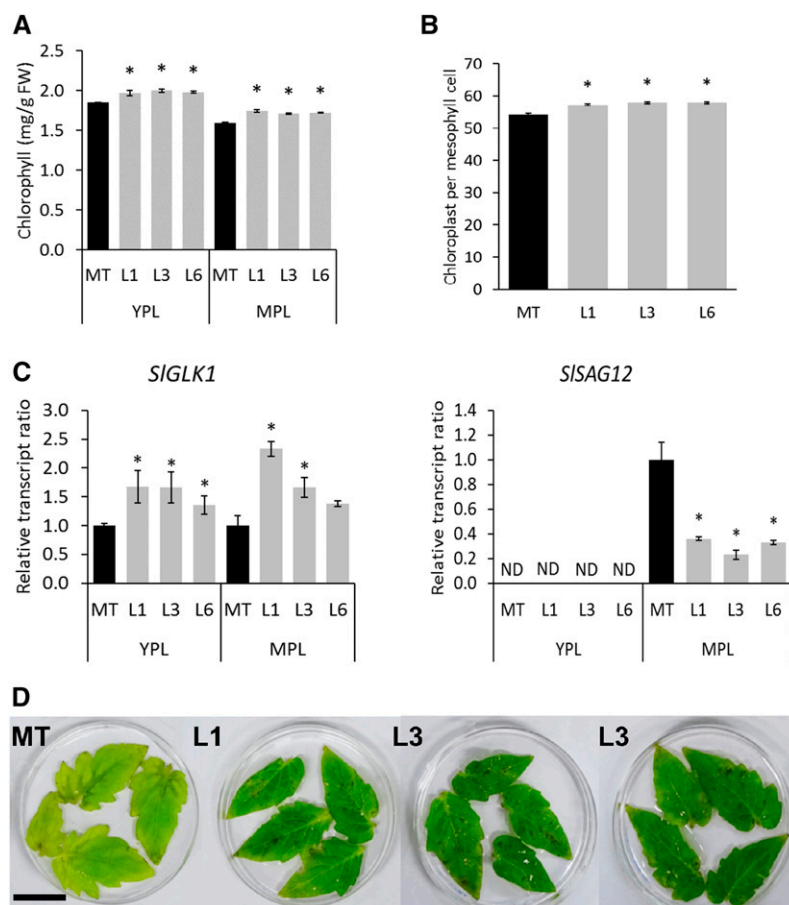 A
Chlorophyll (mg/g FW)
2.5
2.0
1.5
1.0
0.5
0.0
* * * * * *
MT L1 L3 L6 MT L1 L3 L6
YPL MPL
B
Chloroplast per mesophyll cell
70
60
50
40
30
20
10
0
* * *
MT L1 L3 L6
C
SlGLK1
Relative transcript ratio
3.0
2.5
2.0
1.5
1.0
0.5
0.0
* * * * *
MT L1 L3 L6 MT L1 L3 L6
YPL MPL
SlSAG12
Relative transcript ratio
1.4
1.2
1.0
0.8
0.6
0.4
0.2
0.0
ND ND ND ND * * *
MT L1 L3 L6 MT L1 L3 L6
YPL MPL
D
MT L1 L3 L3